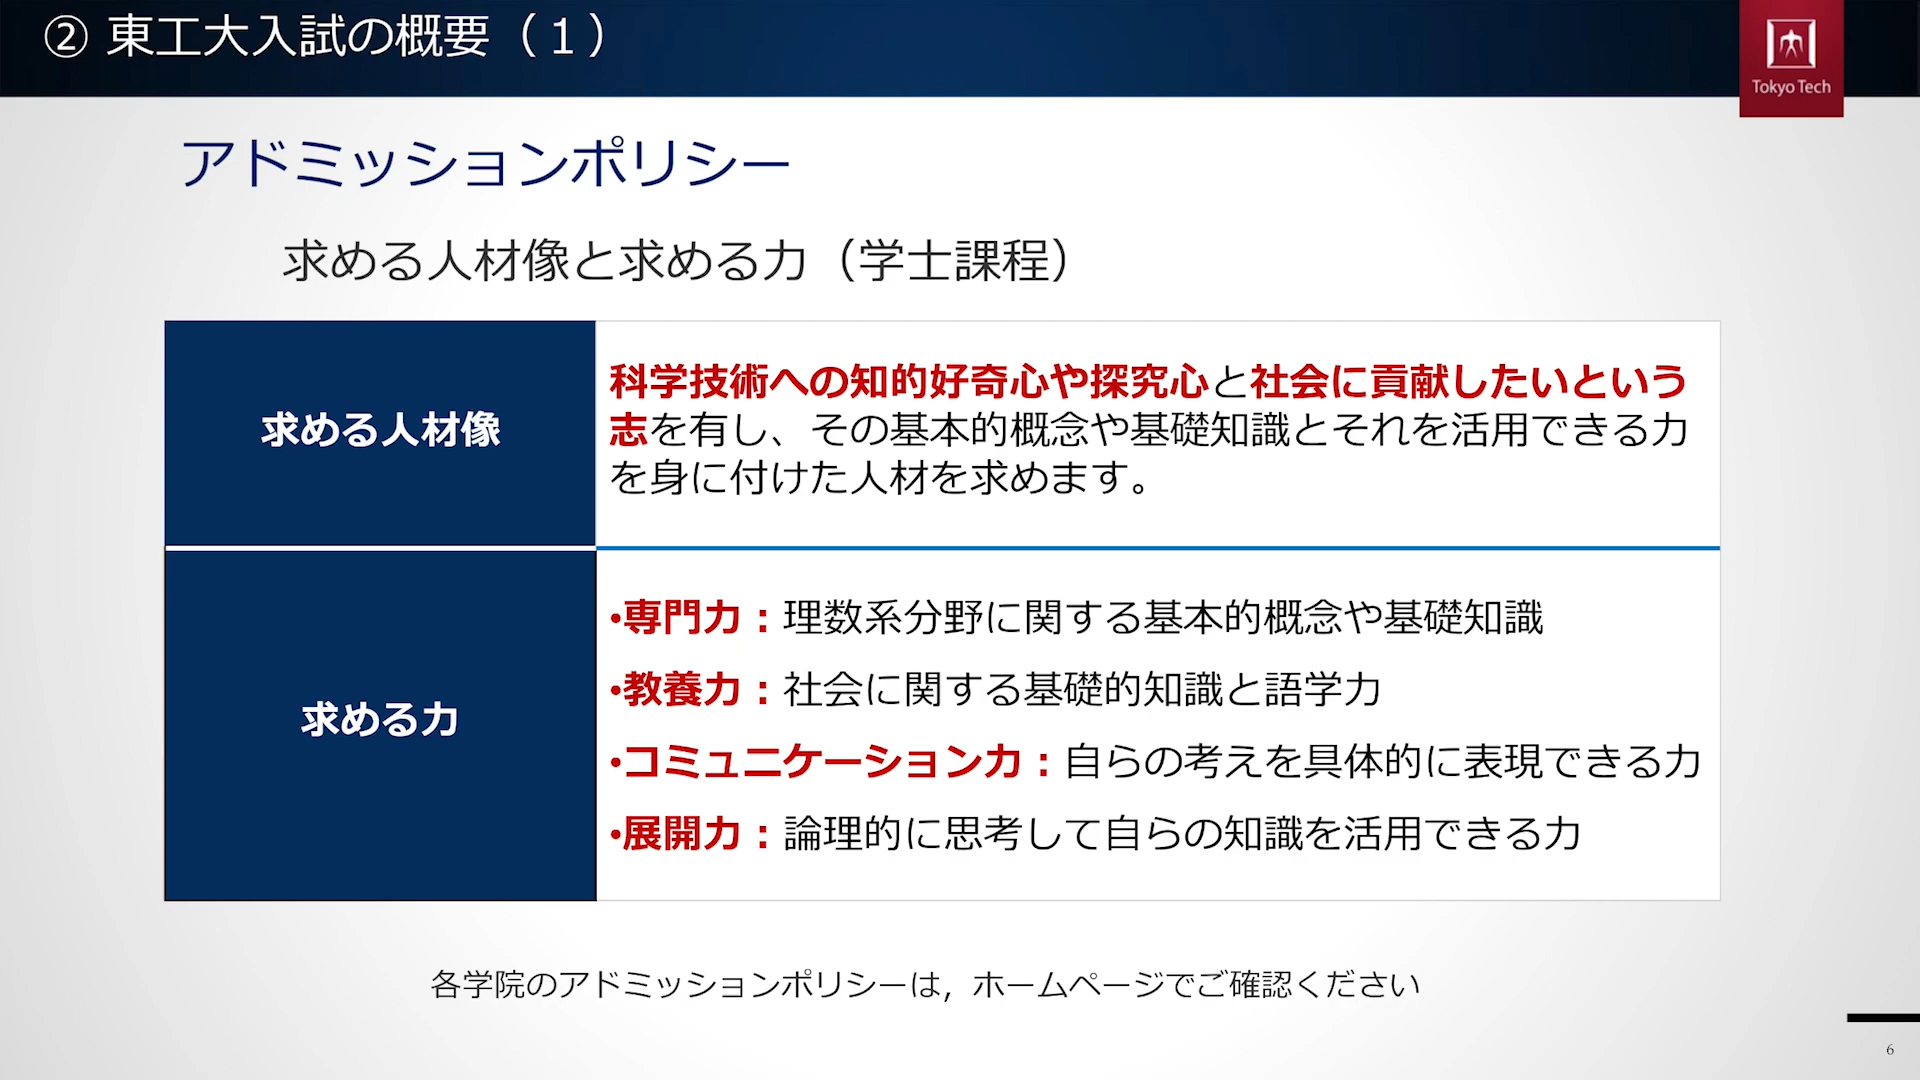 ② 東工大入試の概要（１）
Tokyo Tech
アドミッションポリシー
求める人材像と求める力（学士課程）
求める人材像
科学技術への知的好奇心や探究心と社会に貢献したいという
志を有し、その基本的概念や基礎知識とそれを活用できる力
を身に付けた人材を求めます。
求める力
•専門力：理数系分野に関する基本的概念や基礎知識
•教養力：社会に関する基礎的知識と語学力
•コミュニケーション力：自らの考えを具体的に表現できる力
•展開力：論理的に思考して自らの知識を活用できる力
各学院のアドミッションポリシーは，ホームページでご確認ください
6